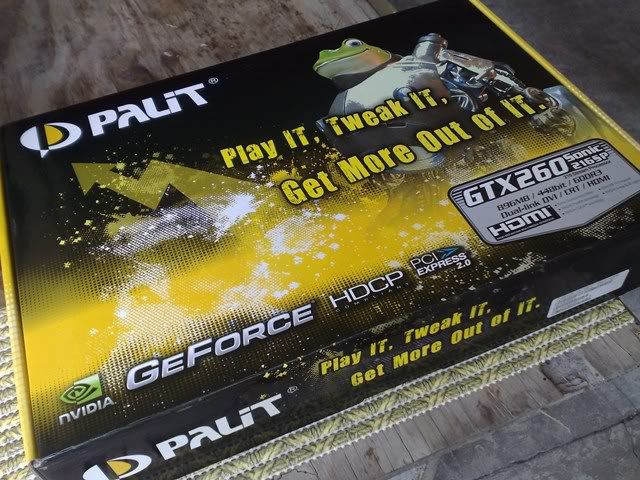 PALIT®
Play IT, Tweak IT,
Get More Out of IT.
GTX260 Sonic 216SP
896MB / 448bit / GDDR3
Dual-link DVI / CRT / HDMI
HDMI
NVIDIA
GEFORCE
HDCP
PCI EXPRESS 2.0
PALIT®
Play IT, Tweak IT.
Get More Out of IT.